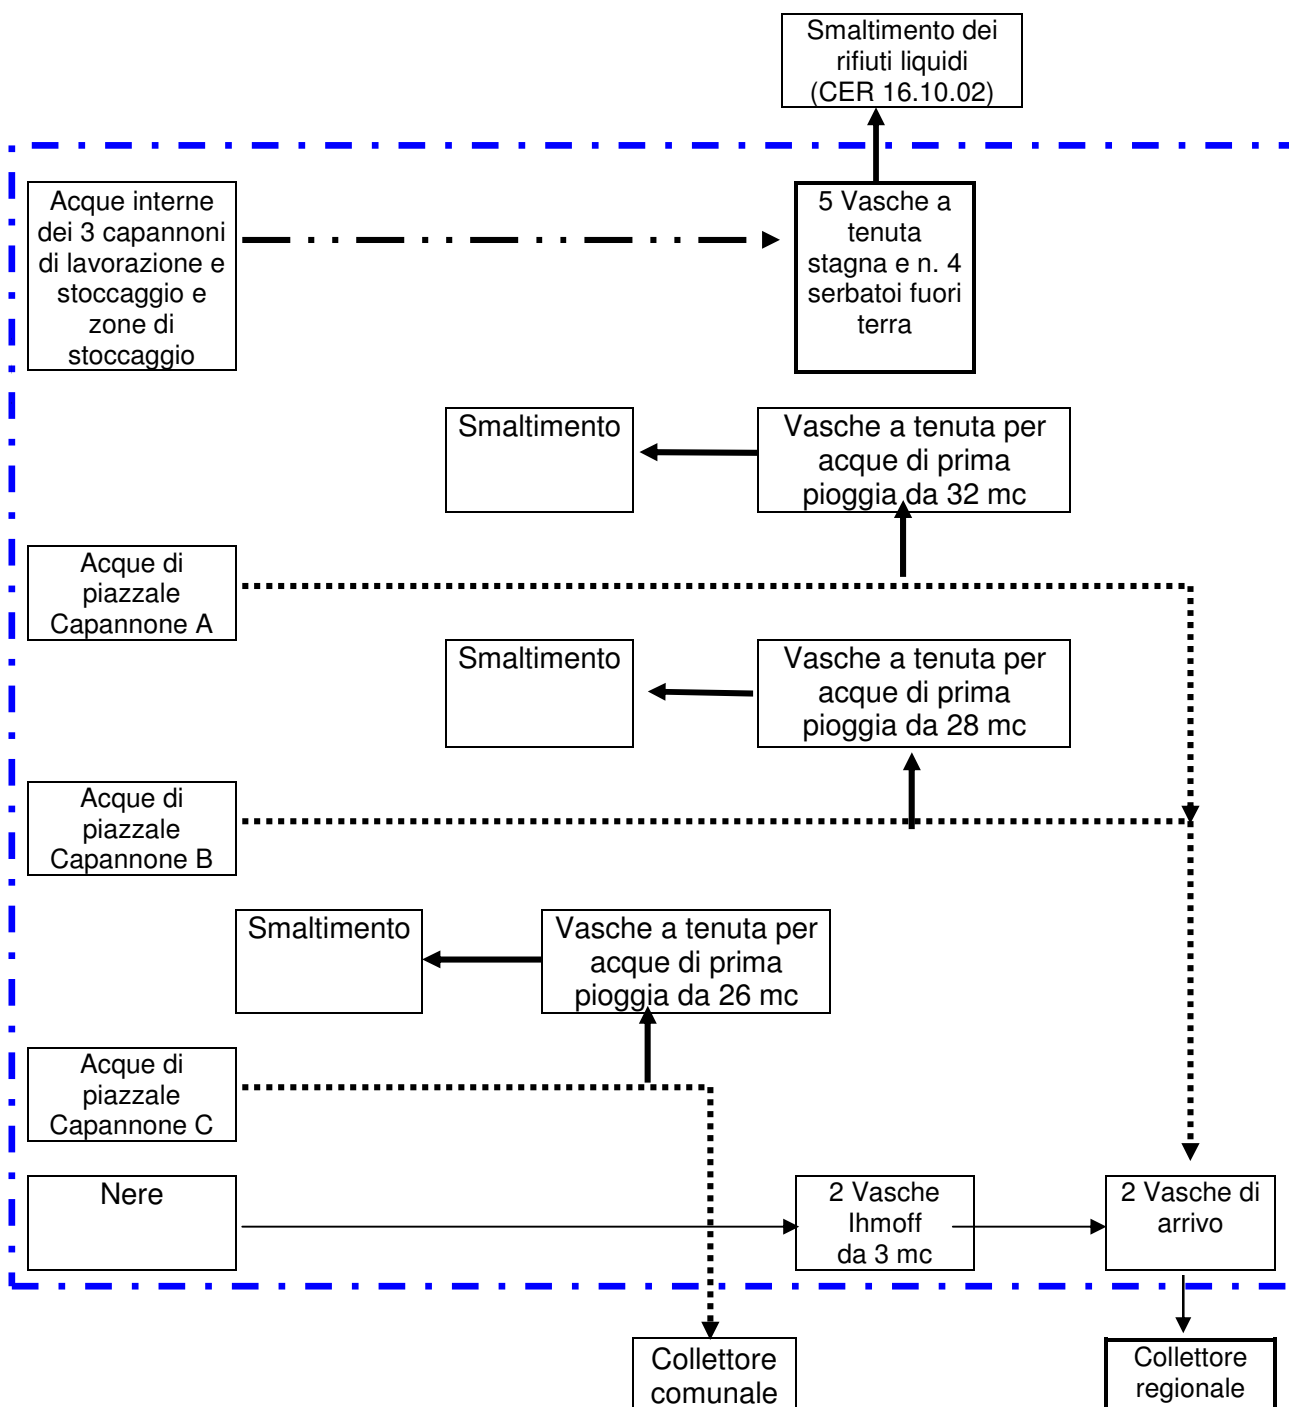 Smaltimento dei
rifiuti liquidi
(CER 16.10.02)
Acque interne
dei 3 capannoni
di lavorazione e
stoccaggio e
zone di
stoccaggio
5 Vasche a
tenuta
stagna e n. 4
serbatoi fuori
terra
Smaltimento
Vasche a tenuta per
acque di prima
pioggia da 32 mc
Acque di
piazzale
Capannone A
Smaltimento
Vasche a tenuta per
acque di prima
pioggia da 28 mc
Acque di
piazzale
Capannone B
Smaltimento
Vasche a tenuta per
acque di prima
pioggia da 26 mc
Acque di
piazzale
Capannone C
Nere
2 Vasche
Ihmoff
da 3 mc
2 Vasche di
arrivo
Collettore
comunale
Collettore
regionale